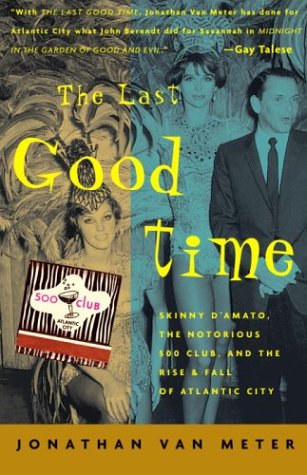 "With THE LAST GOOD TIME, Jonathan Van Meter has done for
Atlantic City what John Berendt did for Savannah in MIDNIGHT
IN THE GARDEN OF GOOD AND EVIL." —Gay Talese
The Last
Good
time
500
CLUB
ATLANTIC
CITY
SKINNY D'AMATO,
THE NOTORIOUS
500 CLUB, AND THE
RISE & FALL
OF ATLANTIC CITY
JONATHAN VAN METER